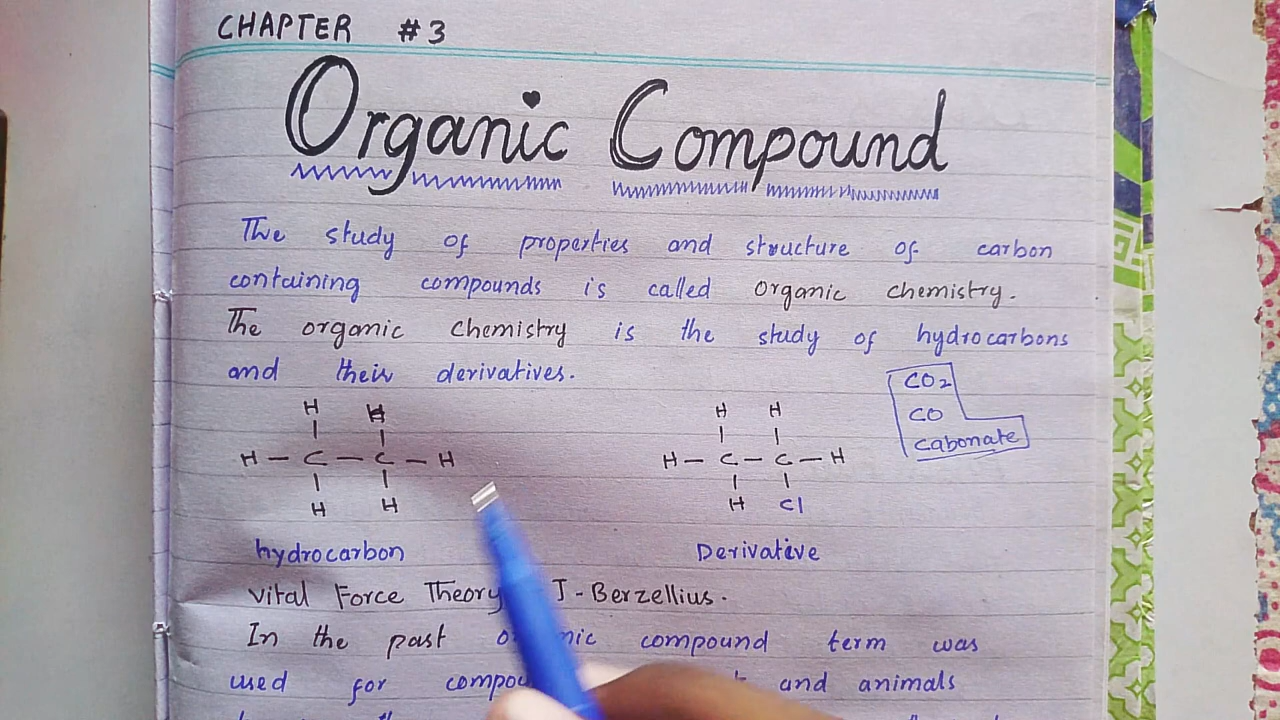 CHAPTER #3
Organic Compound
The study of properties and structure of carbon
containing compounds is called organic chemistry.
The organic chemistry is the study of hydrocarbons
and their derivatives.
CO2
CO
Cabonate
H H H H
H – C – C – H H – C – C – H
H H H Cl
hydrocarbon Derivative
Vital Force Theory J - Berzellius.
In the past compound term was
used for and animals